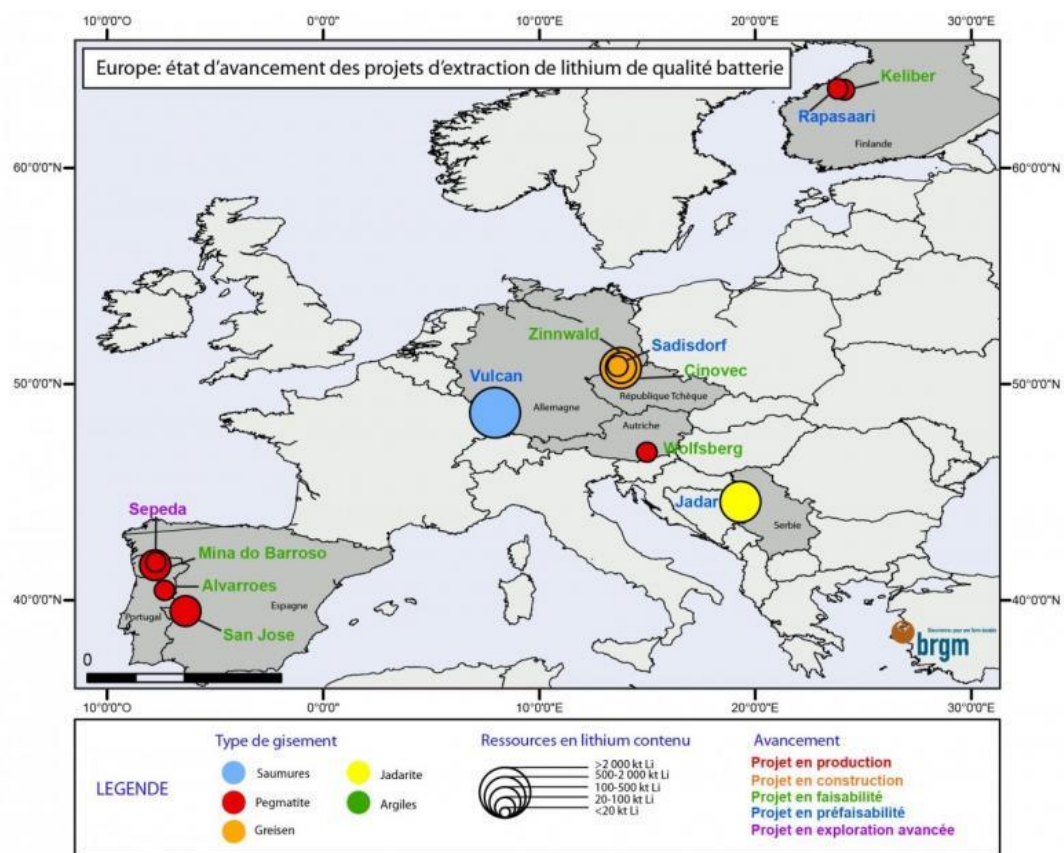 10°0'0"O 0°0'0" 10°0'0"E 20°0'0"E 30°0'0"E
Europe: état d'avancement des projets d'extraction de lithium de qualité batterie
Keliber
Rapasaari
Finlande
60°0'0"N 60°0'0"N
Zinnwald
Sadisdorf
Vulcan
Cinovec
50°0'0"N 50°0'0"N
République Tchèque
Allemagne
Autriche
Wolfsberg
Jadar
Sepeda
Serbie
Mina do Barroso
Alvarroes
40°0'0"N 40°0'0"N
Espagne
Portugal
San Jose
brgm
0
10°0'0"O 0°0'0" 10°0'0"E 20°0'0"E 30°0'0"E
Type de gisement
Ressources en lithium contenu
Avancement
LEGENDE
Saumures
Jadarite
Pegmatite
Argiles
Greisen
>2 000 kt Li
500-2 000 kt Li
100-500 kt Li
20-100 kt Li
<20 kt Li
Projet en production
Projet en construction
Projet en faisabilité
Projet en préfaisabilité
Projet en exploration avancée